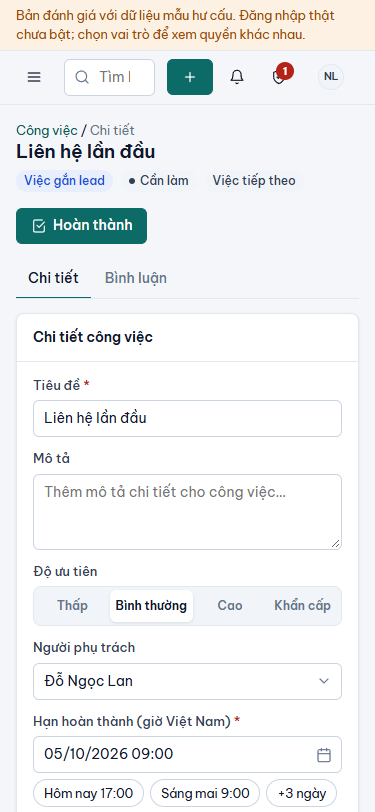 Bản đánh giá với dữ liệu mẫu hư cấu. Đăng nhập thật
chưa bật; chọn vai trò để xem quyền khác nhau.
Tìm
1
NL
Công việc / Chi tiết
Liên hệ lần đầu
Việc gắn lead
Cần làm
Việc tiếp theo
Hoàn thành
Chi tiết
Bình luận
Chi tiết công việc
Tiêu đề *
Liên hệ lần đầu
Mô tả
Thêm mô tả chi tiết cho công việc...
Độ ưu tiên
Thấp
Bình thường
Cao
Khẩn cấp
Người phụ trách
Đỗ Ngọc Lan
Hạn hoàn thành (giờ Việt Nam) *
05/10/2026 09:00
Hôm nay 17:00
Sáng mai 9:00
+3 ngày